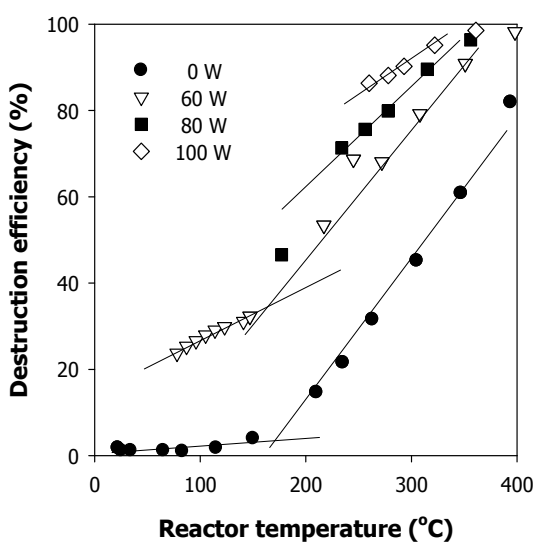 100
80
60
40
20
0
Destruction efficiency (%)
0 W
60 W
80 W
100 W
0 100 200 300 400
Reactor temperature (°C)